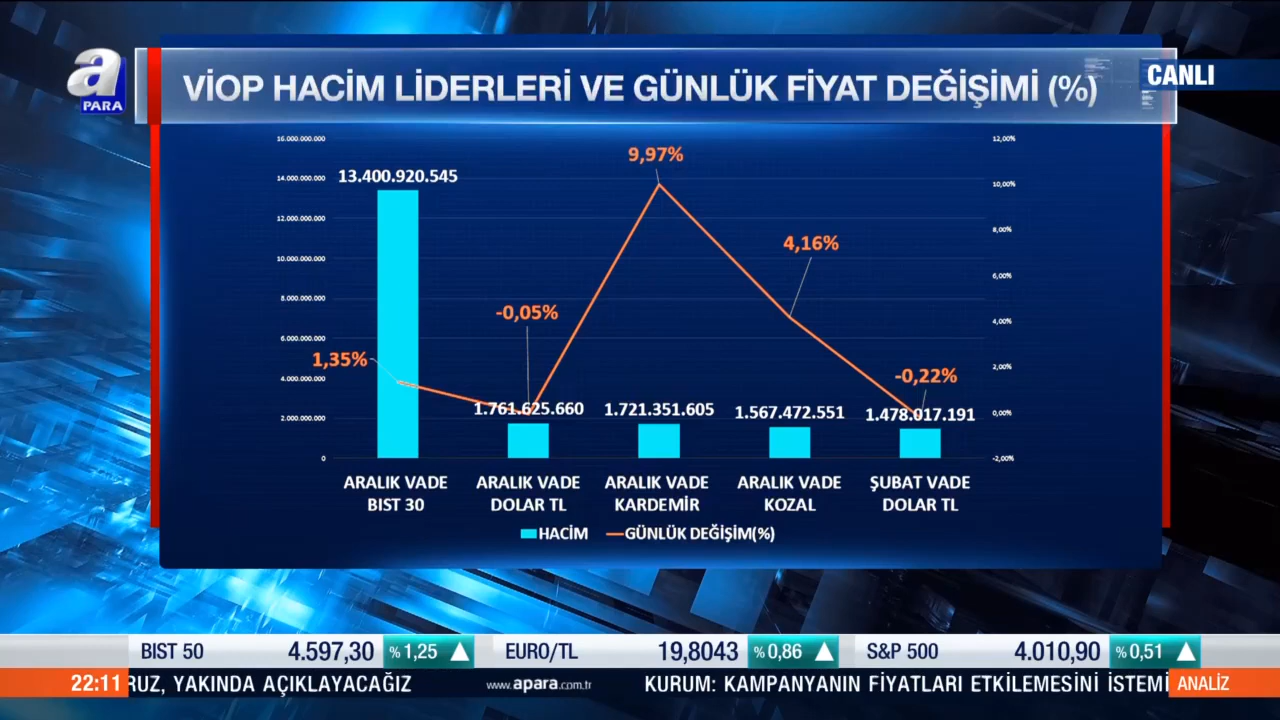 a
PARA
VİOP HACİM LİDERLERİ VE GÜNLÜK FİYAT DEĞİŞİMİ (%)
CANLI
16.000.000.000
14.000.000.000
12.000.000.000
10.000.000.000
8.000.000.000
6.000.000.000
4.000.000.000
2.000.000.000
0
12,00%
10,00%
8,00%
6,00%
4,00%
2,00%
0,00%
-2,00%
13.400.920.545
1.761.625.660
1.721.351.605
1.567.472.551
1.478.017.191
1,35%
-0,05%
9,97%
4,16%
-0,22%
ARALIK VADE
BIST 30
ARALIK VADE
DOLAR TL
ARALIK VADE
KARDEMİR
ARALIK VADE
KOZAL
ŞUBAT VADE
DOLAR TL
HACİM
GÜNLÜK DEĞİŞİM(%)
BIST 50 4.597,30 %1,25
EURO/TL 19,8043 %0,86
S&P 500 4.010,90 %0,51
22:11
RUZ, YAKINDA AÇIKLAYACAĞIZ
www.apara.com.tr
KURUM: KAMPANYANIN FİYATLARI ETKİLEMESİNİ İSTEMİ
ANALİZ